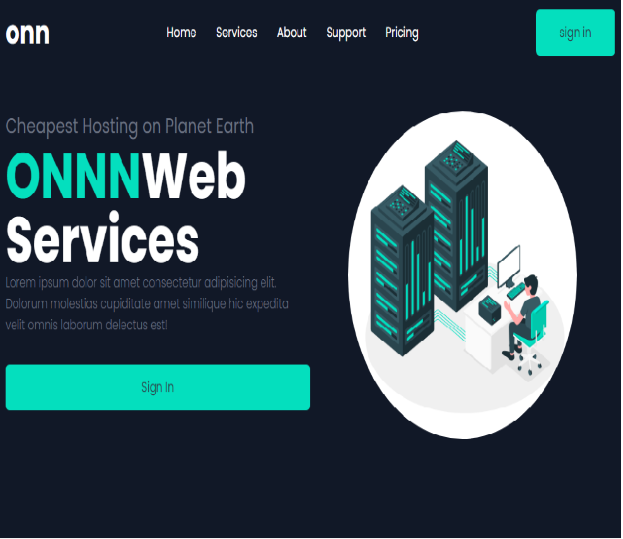 onn
Home Services About Support Pricing
sign in
Cheapest Hosting on Planet Earth
ONNNWeb
Services
Lorem ipsum dolor sit amet consectetur adipisicing elit.
Dolorum molestias cupiditate amet similique hic expedita
velit omnis laborum delectus est!
Sign In